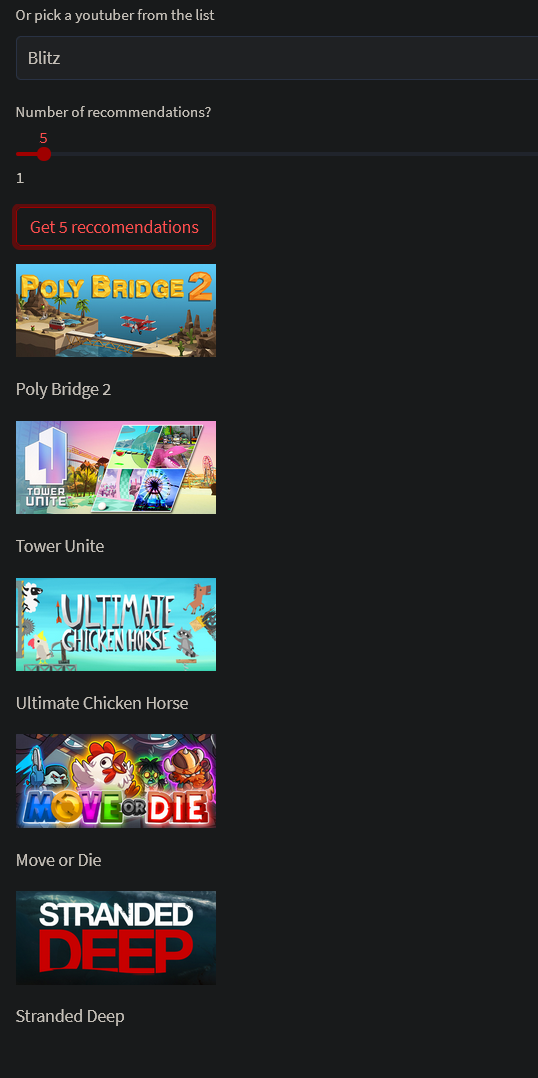 Or pick a youtuber from the list
Blitz
Number of recommendations?
5
1
Get 5 reccomendations
POLY BRIDGE 2
Poly Bridge 2
TOWER
UNITE
Tower Unite
ULTIMATE
CHICKEN HORSE
Ultimate Chicken Horse
MOVE OR DIE
Move or Die
STRANDED
DEEP
Stranded Deep